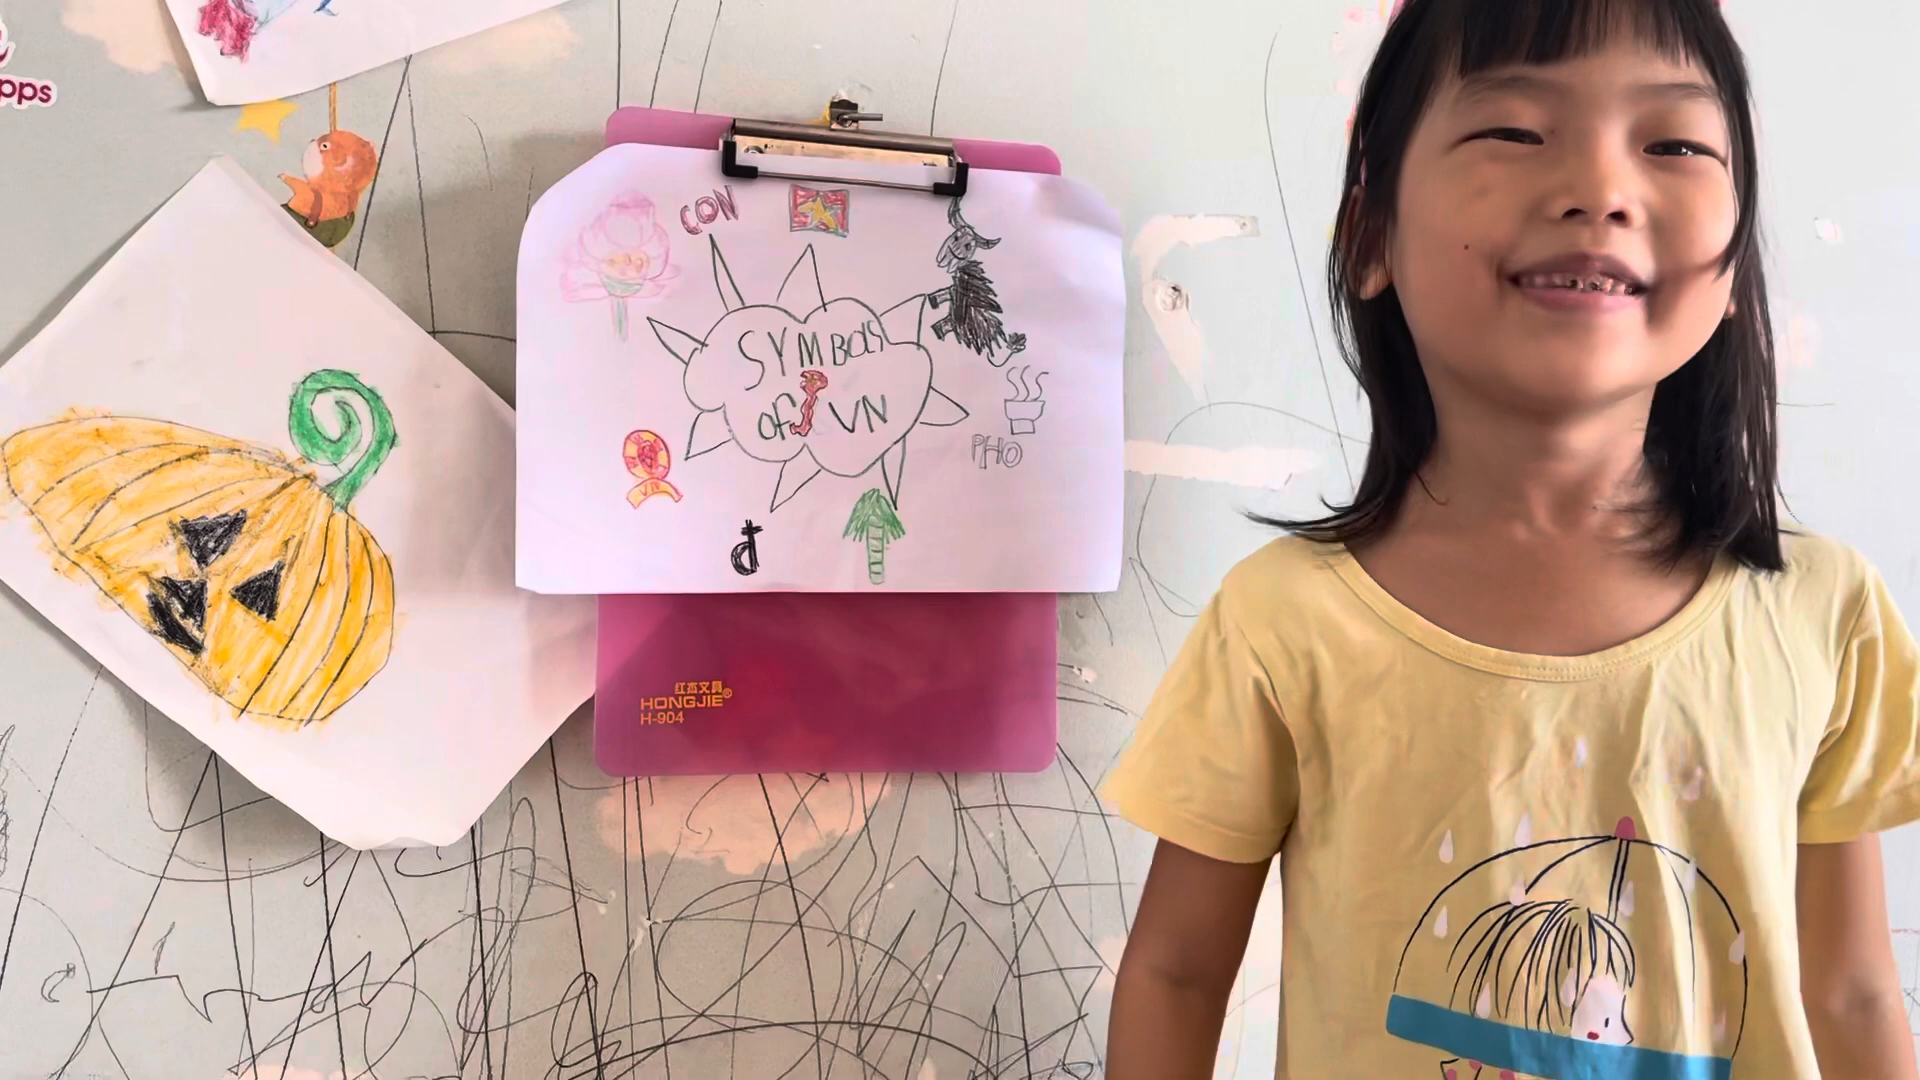 pps
CON
SYMBOLS
of VN
PHO
VN
đ
红杰文具®
HONGJIE
H-904